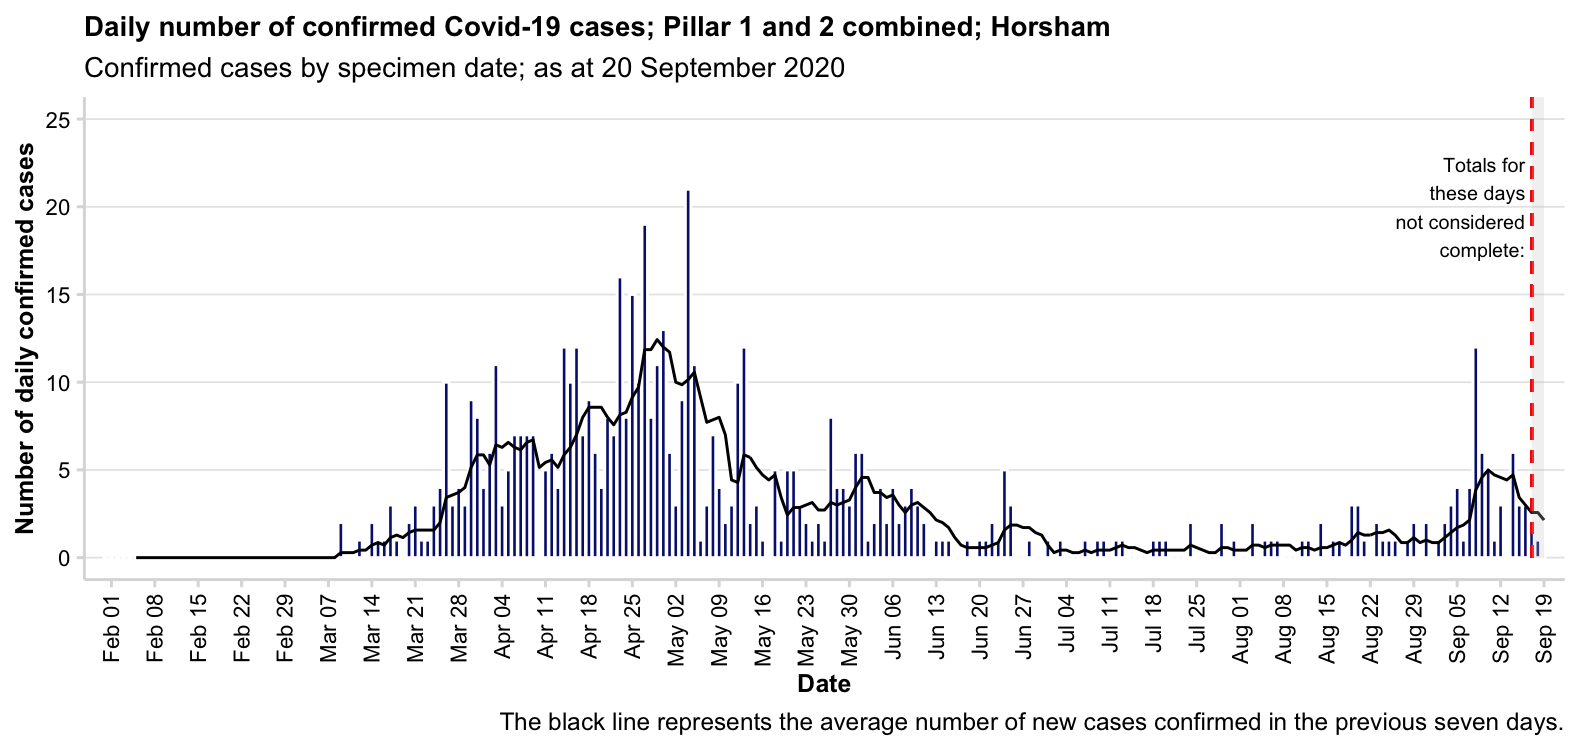 Daily number of confirmed Covid-19 cases; Pillar 1 and 2 combined; Horsham
Confirmed cases by specimen date; as at 20 September 2020
Number of daily confirmed cases
25
20
15
10
5
0
Totals for
these days
not considered
complete:
Feb 01
Feb 08
Feb 15
Feb 22
Feb 29
Mar 07
Mar 14
Mar 21
Mar 28
Apr 04
Apr 11
Apr 18
Apr 25
May 02
May 09
May 16
May 23
May 30
Jun 06
Jun 13
Jun 20
Jun 27
Jul 04
Jul 11
Jul 18
Jul 25
Aug 01
Aug 08
Aug 15
Aug 22
Aug 29
Sep 05
Sep 12
Sep 19
Date
The black line represents the average number of new cases confirmed in the previous seven days.